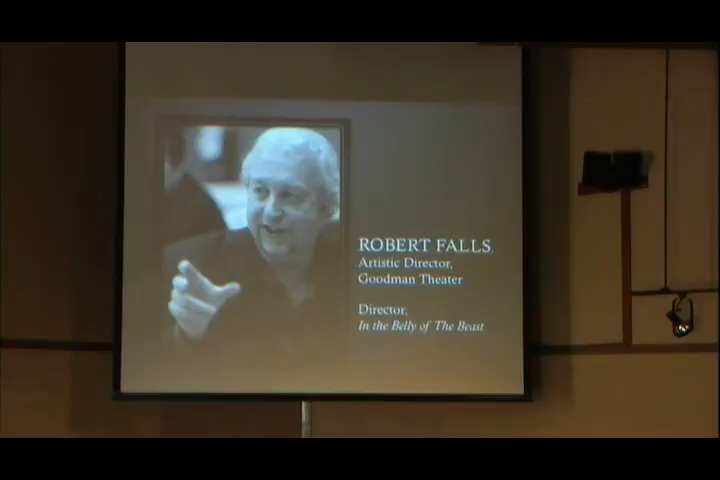 ROBERT FALLS.
Artistic Director,
Goodman Theater
Director,
In the Belly of The Beast